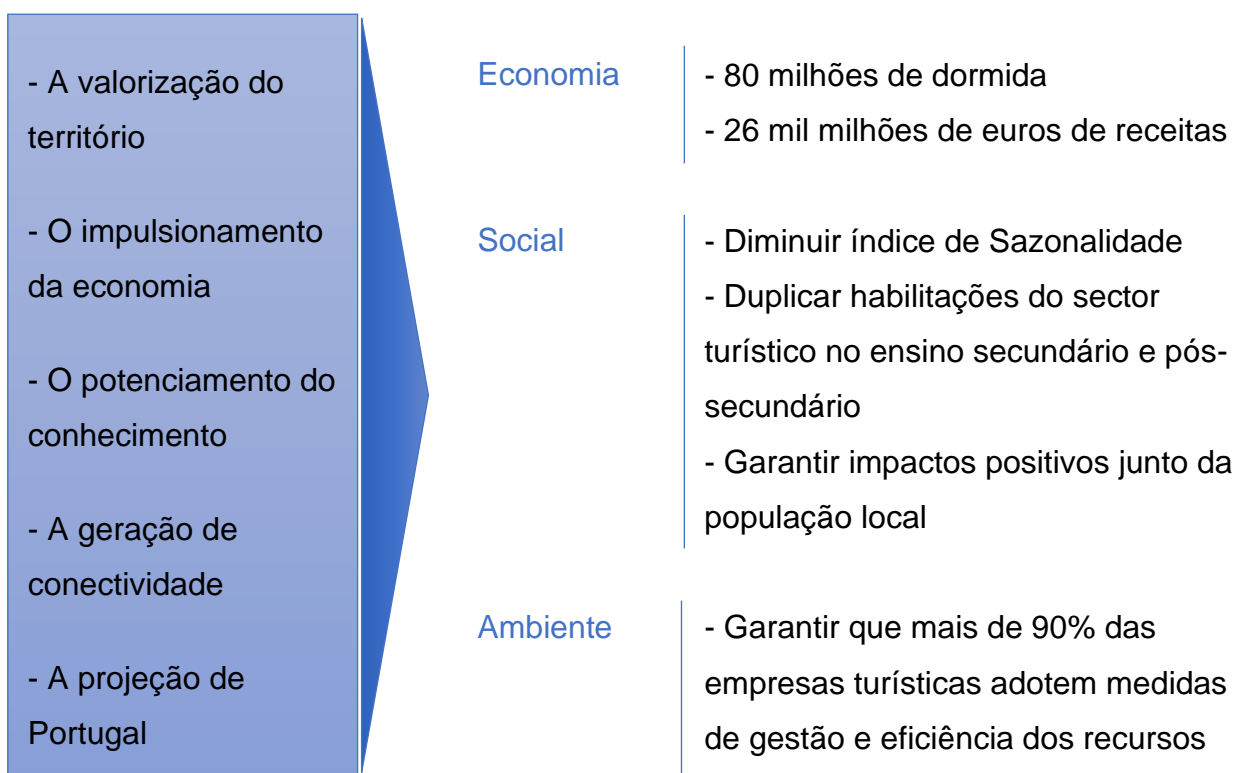 - A valorização do
território
- O impulsionamento
da economia
- O potenciamento do
conhecimento
- A geração de
conectividade
- A projeção de
Portugal
Economia
- 80 milhões de dormida
- 26 mil milhões de euros de receitas
Social
- Diminuir índice de Sazonalidade
- Duplicar habilitações do sector
turístico no ensino secundário e pós-
secundário
- Garantir impactos positivos junto da
população local
Ambiente
- Garantir que mais de 90% das
empresas turísticas adotem medidas
de gestão e eficiência dos recursos